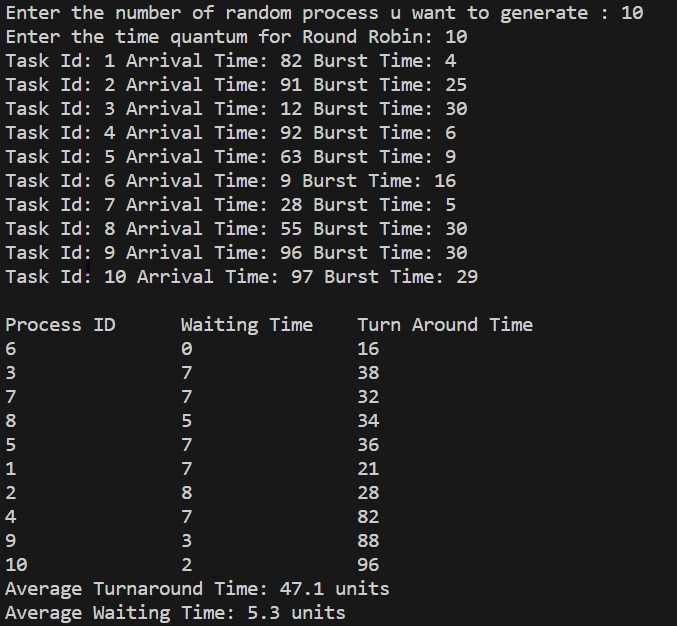 Enter the number of random process u want to generate : 10
Enter the time quantum for Round Robin: 10
Task Id: 1 Arrival Time: 82 Burst Time: 4
Task Id: 2 Arrival Time: 91 Burst Time: 25
Task Id: 3 Arrival Time: 12 Burst Time: 30
Task Id: 4 Arrival Time: 92 Burst Time: 6
Task Id: 5 Arrival Time: 63 Burst Time: 9
Task Id: 6 Arrival Time: 9 Burst Time: 16
Task Id: 7 Arrival Time: 28 Burst Time: 5
Task Id: 8 Arrival Time: 55 Burst Time: 30
Task Id: 9 Arrival Time: 96 Burst Time: 30
Task Id: 10 Arrival Time: 97 Burst Time: 29
Process ID Waiting Time Turn Around Time
6 0 16
3 7 38
7 7 32
8 5 34
5 7 36
1 7 21
2 8 28
4 7 82
9 3 88
10 2 96
Average Turnaround Time: 47.1 units
Average Waiting Time: 5.3 units